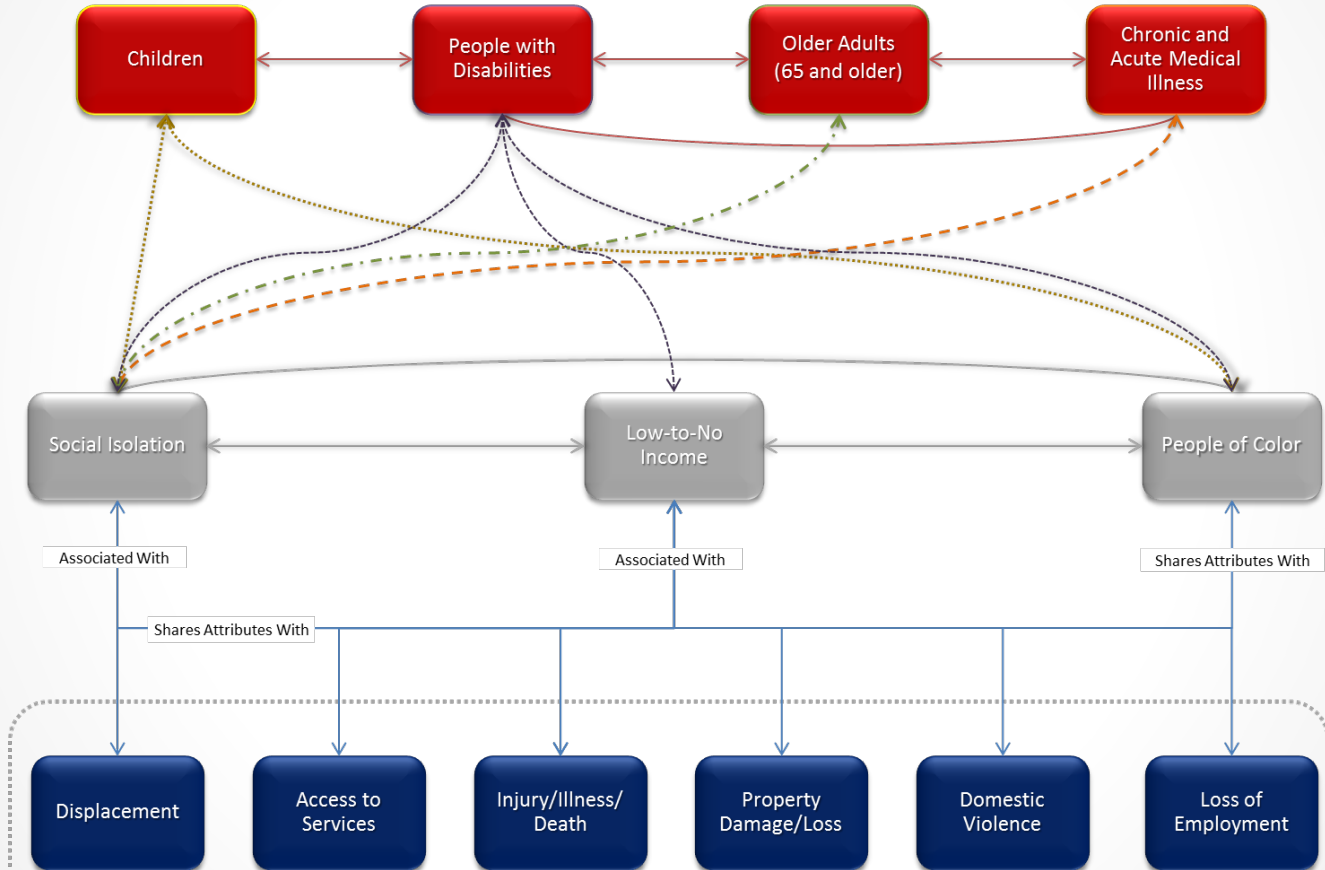 Children
People with
Disabilities
Older Adults
(65 and older)
Chronic and
Acute Medical
Illness
Social Isolation
Low-to-No
Income
People of Color
Associated With
Associated With
Shares Attributes With
Shares Attributes With
Displacement
Access to
Services
Injury/Illness/
Death
Property
Damage/Loss
Domestic
Violence
Loss of
Employment